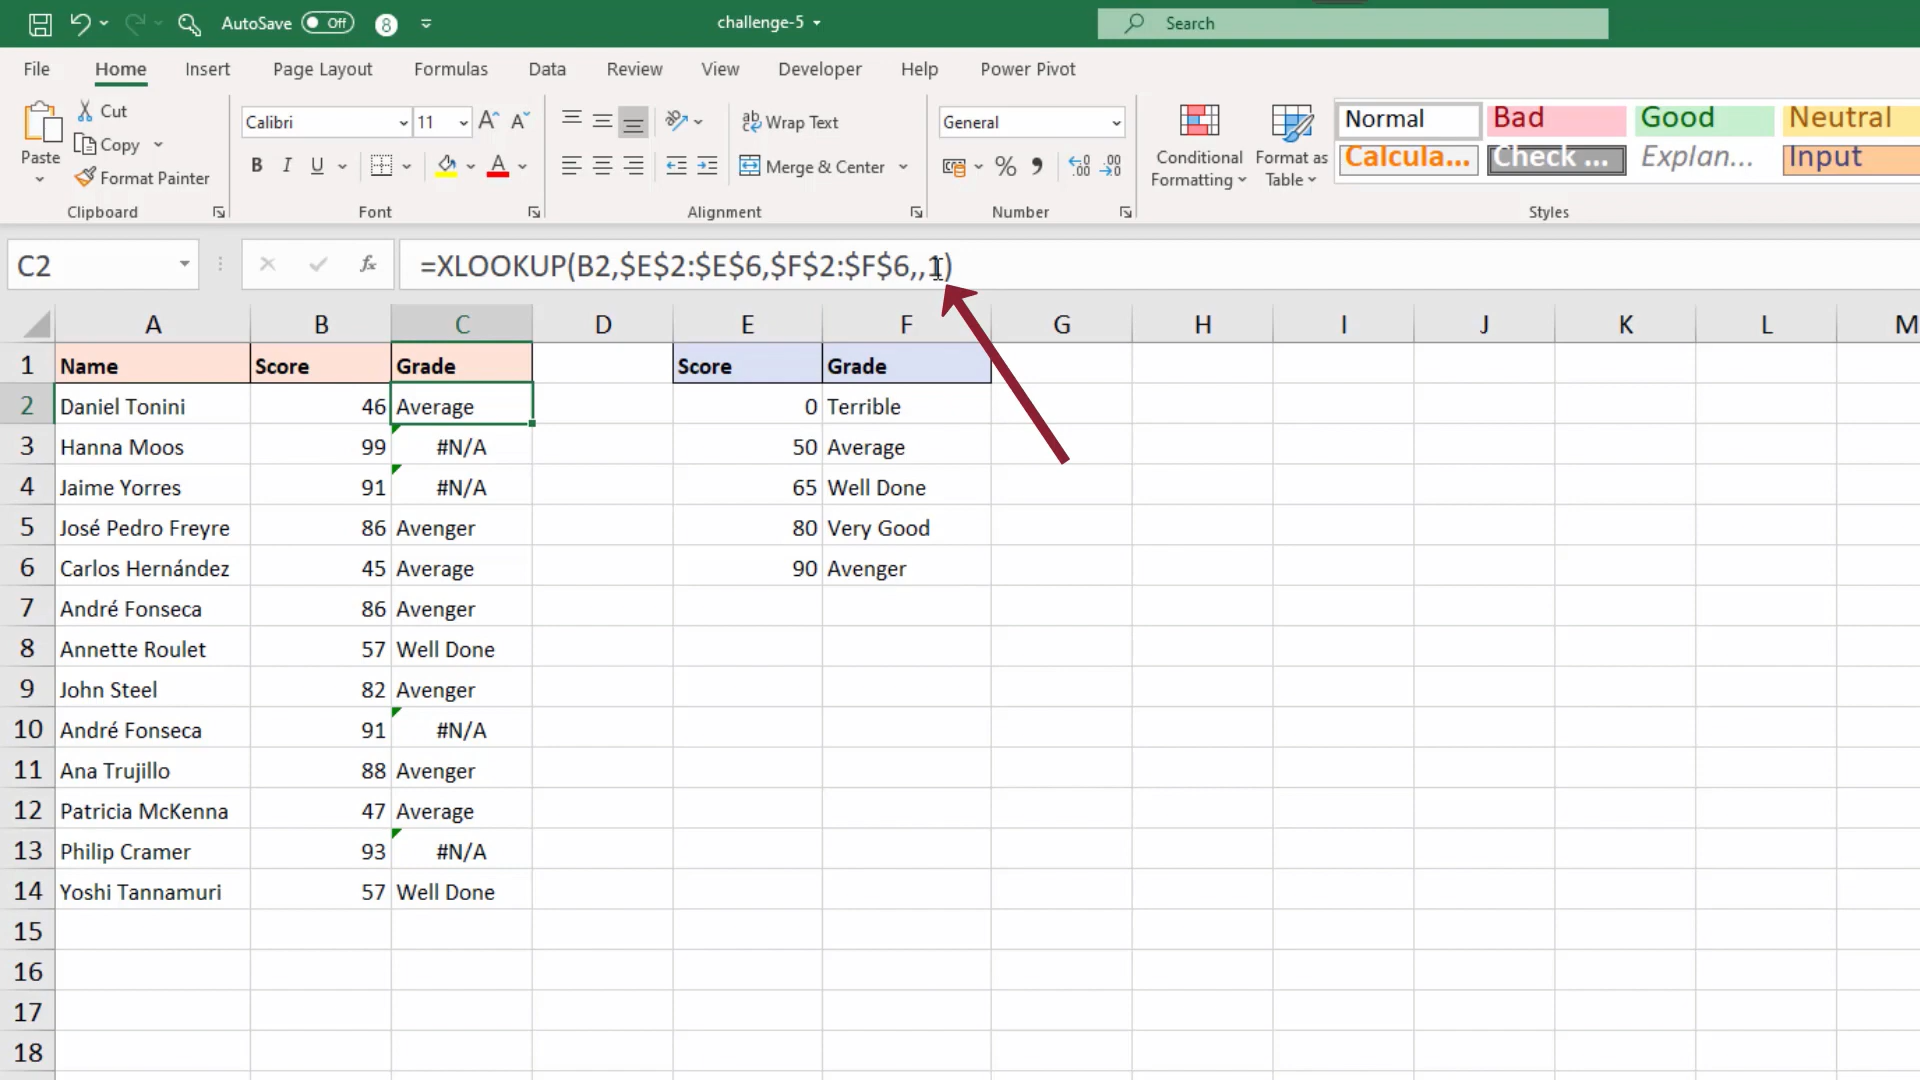 AutoSave Off 8 challenge-5 Search
File Home Insert Page Layout Formulas Data Review View Developer Help Power Pivot
Paste
Cut
Copy
Format Painter
Clipboard
Calibri 11
B I U A
Font
Wrap Text
Merge & Center
Alignment
General
% 9
Number
Conditional Formatting
Format as Table
Normal Bad Good Neutral
Calcula... Check ... Explan... Input
Styles
C2 fx =XLOOKUP(B2,$E$2:$E$6,$F$2:$F$6,,1)
A B C D E F G H I J K L M
1 Name Score Grade Score Grade
2 Daniel Tonini 46 Average 0 Terrible
3 Hanna Moos 99 #N/A 50 Average
4 Jaime Yorres 91 #N/A 65 Well Done
5 José Pedro Freyre 86 Avenger 80 Very Good
6 Carlos Hernández 45 Average 90 Avenger
7 André Fonseca 86 Avenger
8 Annette Roulet 57 Well Done
9 John Steel 82 Avenger
10 André Fonseca 91 #N/A
11 Ana Trujillo 88 Avenger
12 Patricia McKenna 47 Average
13 Philip Cramer 93 #N/A
14 Yoshi Tannamuri 57 Well Done
15
16
17
18